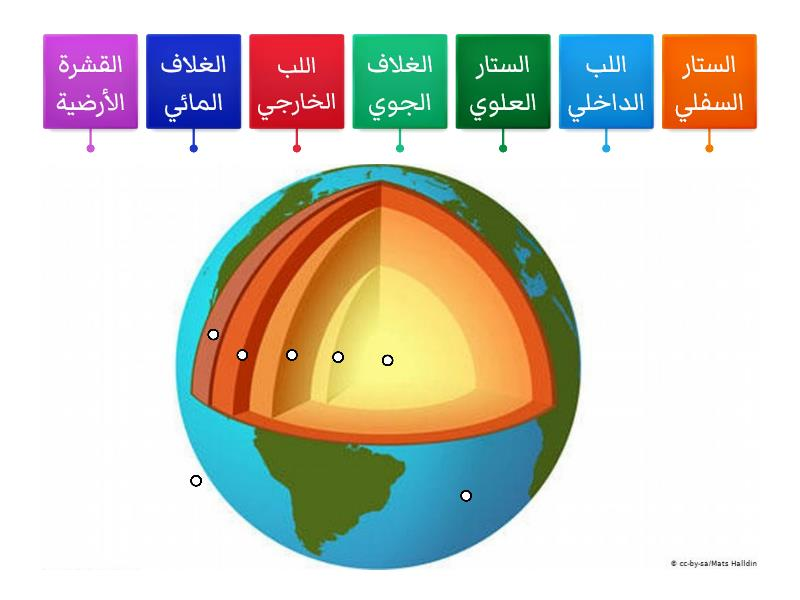 الستار
السفلي
اللب
الداخلي
الستار
العلوي
الغلاف
الجوي
اللب
الخارجي
الغلاف
المائي
القشرة
الأرضية
© cc-by-sa/Mats Halldin